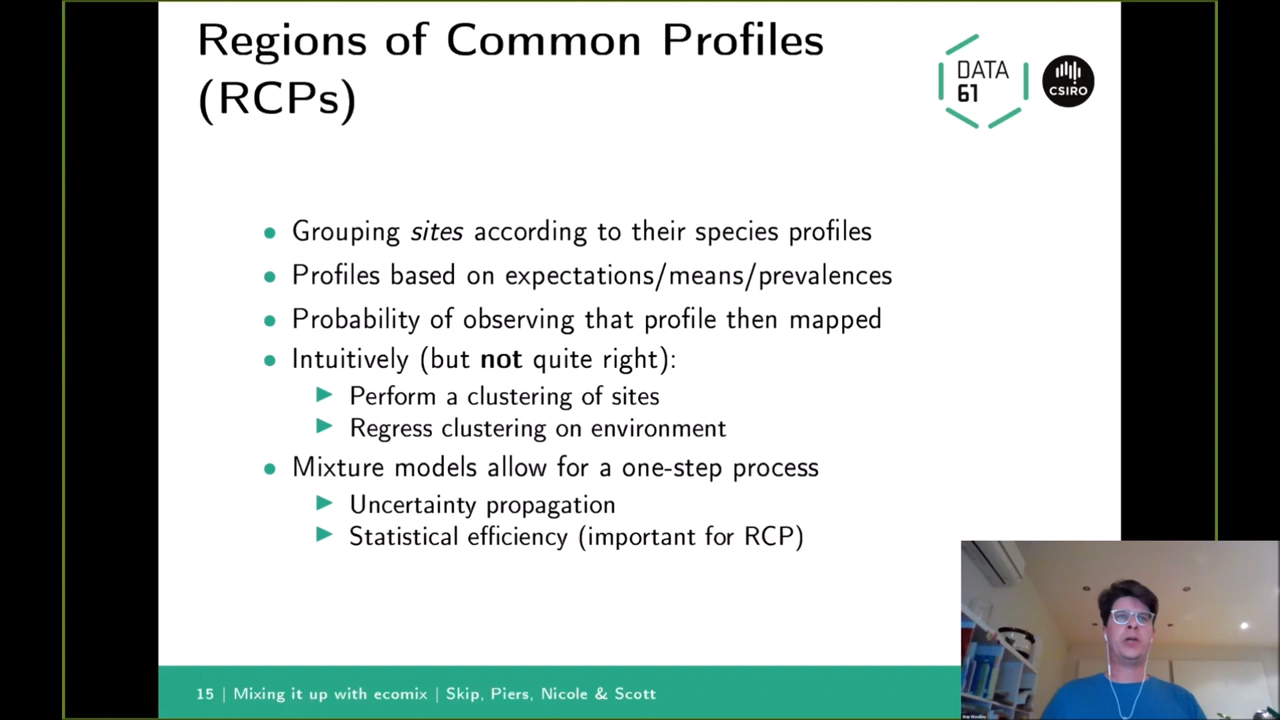 Regions of Common Profiles
(RCPs)
DATA
61
CSIRO
Grouping sites according to their species profiles
Profiles based on expectations/means/prevalences
Probability of observing that profile then mapped
Intuitively (but not quite right):
Perform a clustering of sites
Regress clustering on environment
Mixture models allow for a one-step process
Uncertainty propagation
Statistical efficiency (important for RCP)
15 | Mixing it up with ecomix | Skip, Piers, Nicole & Scott